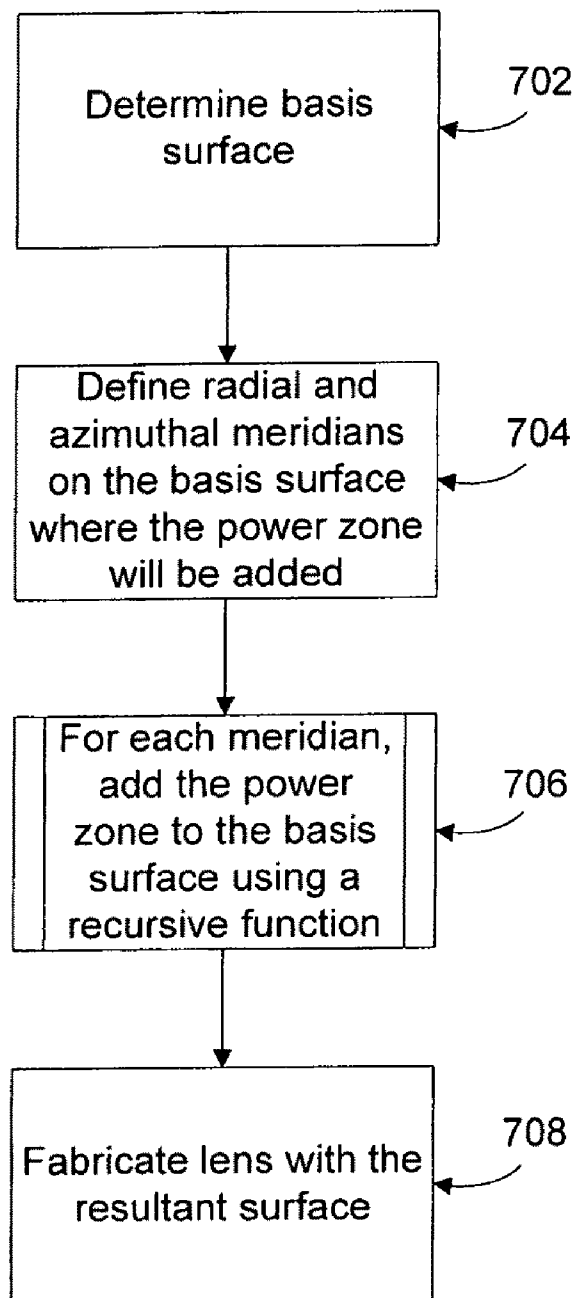 Determine basis
surface
702
Define radial and
azimuthal meridians
on the basis surface
where the power zone
will be added
704
For each meridian,
add the power
zone to the basis
surface using a
recursive function
706
Fabricate lens with the
resultant surface
708